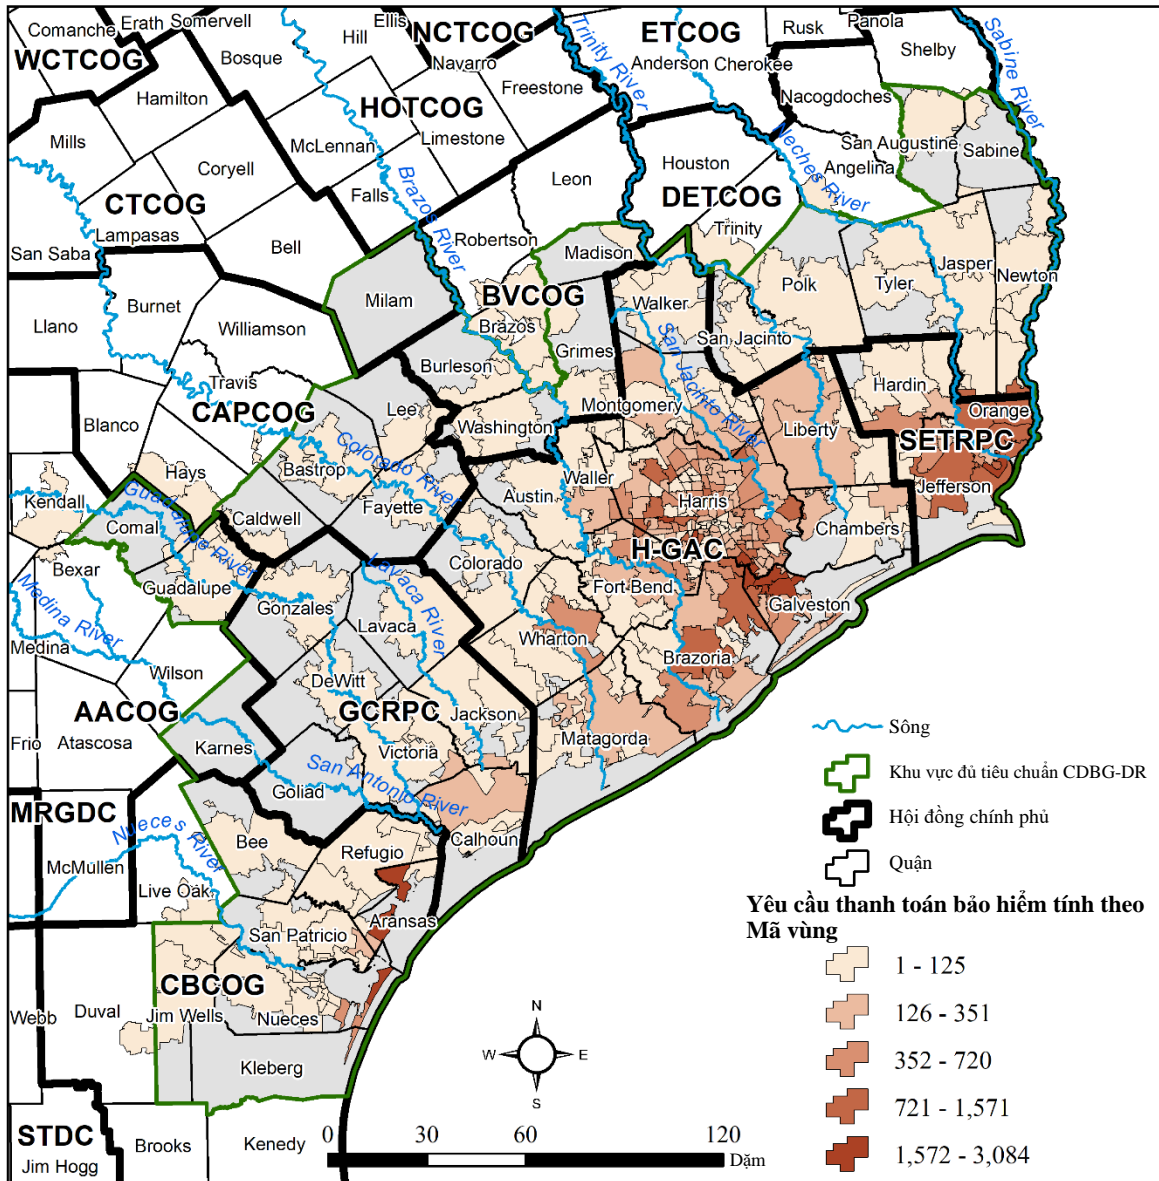 Comanche
Erath
Somervell
Bosque
Hill
Ellis
NCTCOG
Navarro
Trinity River
ETCOG
Anderson
Cherokee
Rusk
Panola
Shelby
Sabine River
WCTCOG
Hamilton
HOTCOG
Freestone
Nacogdoches
Mills
McLennan
Limestone
Neches River
San Augustine
Sabine
Coryell
Falls
Brazos River
Leon
Houston
Angelina
CTCOG
Lampasas
DETCOG
Trinity
San Saba
Bell
Robertson
Madison
Jasper
Newton
Burnet
Milam
BVCOG
Walker
Polk
Tyler
Llano
Williamson
Brazos
San Jacinto River
San Jacinto
Grimes
Burleson
Travis
Hardin
CAPCOG
Lee
Montgomery
Orange
Blanco
Washington
Liberty
SETRPC
Colorado River
Bastrop
Hays
Waller
Jefferson
Kendall
Guadalupe River
Austin
Harris
Fayette
Comal
Caldwell
Chambers
H-GAC
Bexar
Lavaca River
Colorado
Guadalupe
Fort Bend
Medina River
Gonzales
Galveston
Lavaca
Wharton
Medina
Brazoria
Wilson
DeWitt
AACOG
GCRPC
Jackson
Frio
Atascosa
Karnes
Victoria
Matagorda
San Antonio River
Goliad
MRGDC
Nueces River
Bee
Calhoun
Refugio
McMullen
Live Oak
Aransas
San Patricio
CBCOG
Webb
Duval
Jim Wells
Nueces
Kleberg
STDC
Jim Hogg
Brooks
Kenedy
Sông
Khu vực đủ tiêu chuẩn CDBG-DR
Hội đồng chính phủ
Quận
Yêu cầu thanh toán bảo hiểm tính theo
Mã vùng
1 - 125
126 - 351
352 - 720
721 - 1,571
1,572 - 3,084
N
W E
S
0 30 60 120
Dặm